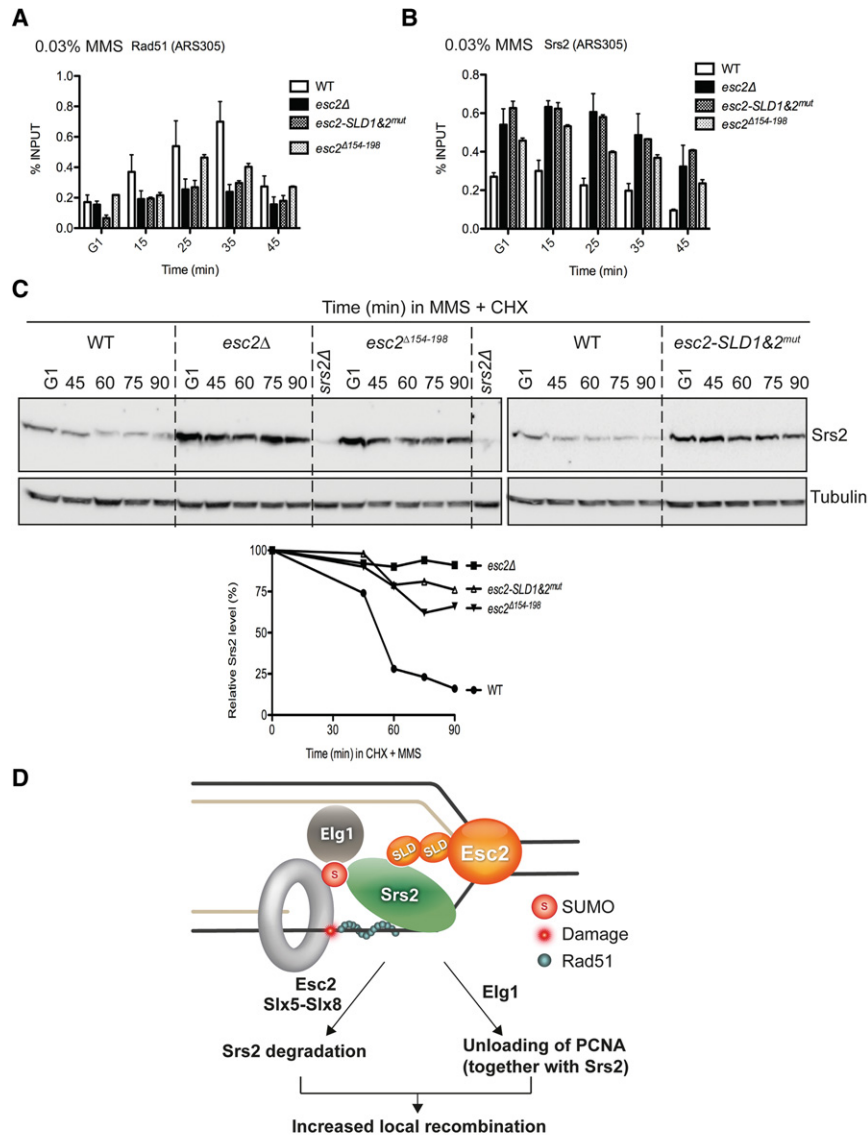 A
0.03% MMS Rad51 (ARS305)
WT
esc2Δ
esc2-SLD1&2mut
esc2Δ154-198
% INPUT
1.0
0.8
0.6
0.4
0.2
0.0
G1 15 25 35 45
Time (min)
B
0.03% MMS Srs2 (ARS305)
WT
esc2Δ
esc2-SLD1&2mut
esc2Δ154-198
% INPUT
0.8
0.6
0.4
0.2
0.0
G1 15 25 35 45
Time (min)
C
Time (min) in MMS + CHX
WT esc2Δ esc2Δ154-198 WT esc2-SLD1&2mut
G1 45 60 75 90 G1 45 60 75 90 srs2Δ G1 45 60 75 90 srs2Δ G1 45 60 75 90 G1 45 60 75 90
Srs2
Tubulin
Relative Srs2 level (%)
100
75
50
25
0
0 30 60 90
Time (min) in CHX + MMS
esc2Δ
esc2-SLD1&2mut
esc2Δ154-198
WT
D
Elg1
S
SLD SLD Esc2
Srs2
S SUMO
Damage
Rad51
Esc2
Slx5-Slx8
Elg1
Srs2 degradation
Unloading of PCNA
(together with Srs2)
Increased local recombination